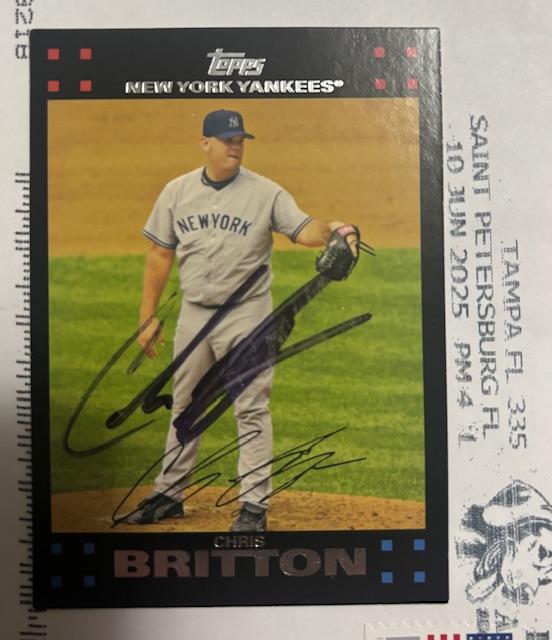 Topps
NEW YORK YANKEES®
NY
NEW YORK
CHRIS
BRITTON
TAMPA FL 335
SAINT PETERSBURG FL
10 JUN 2025 PM 4 L